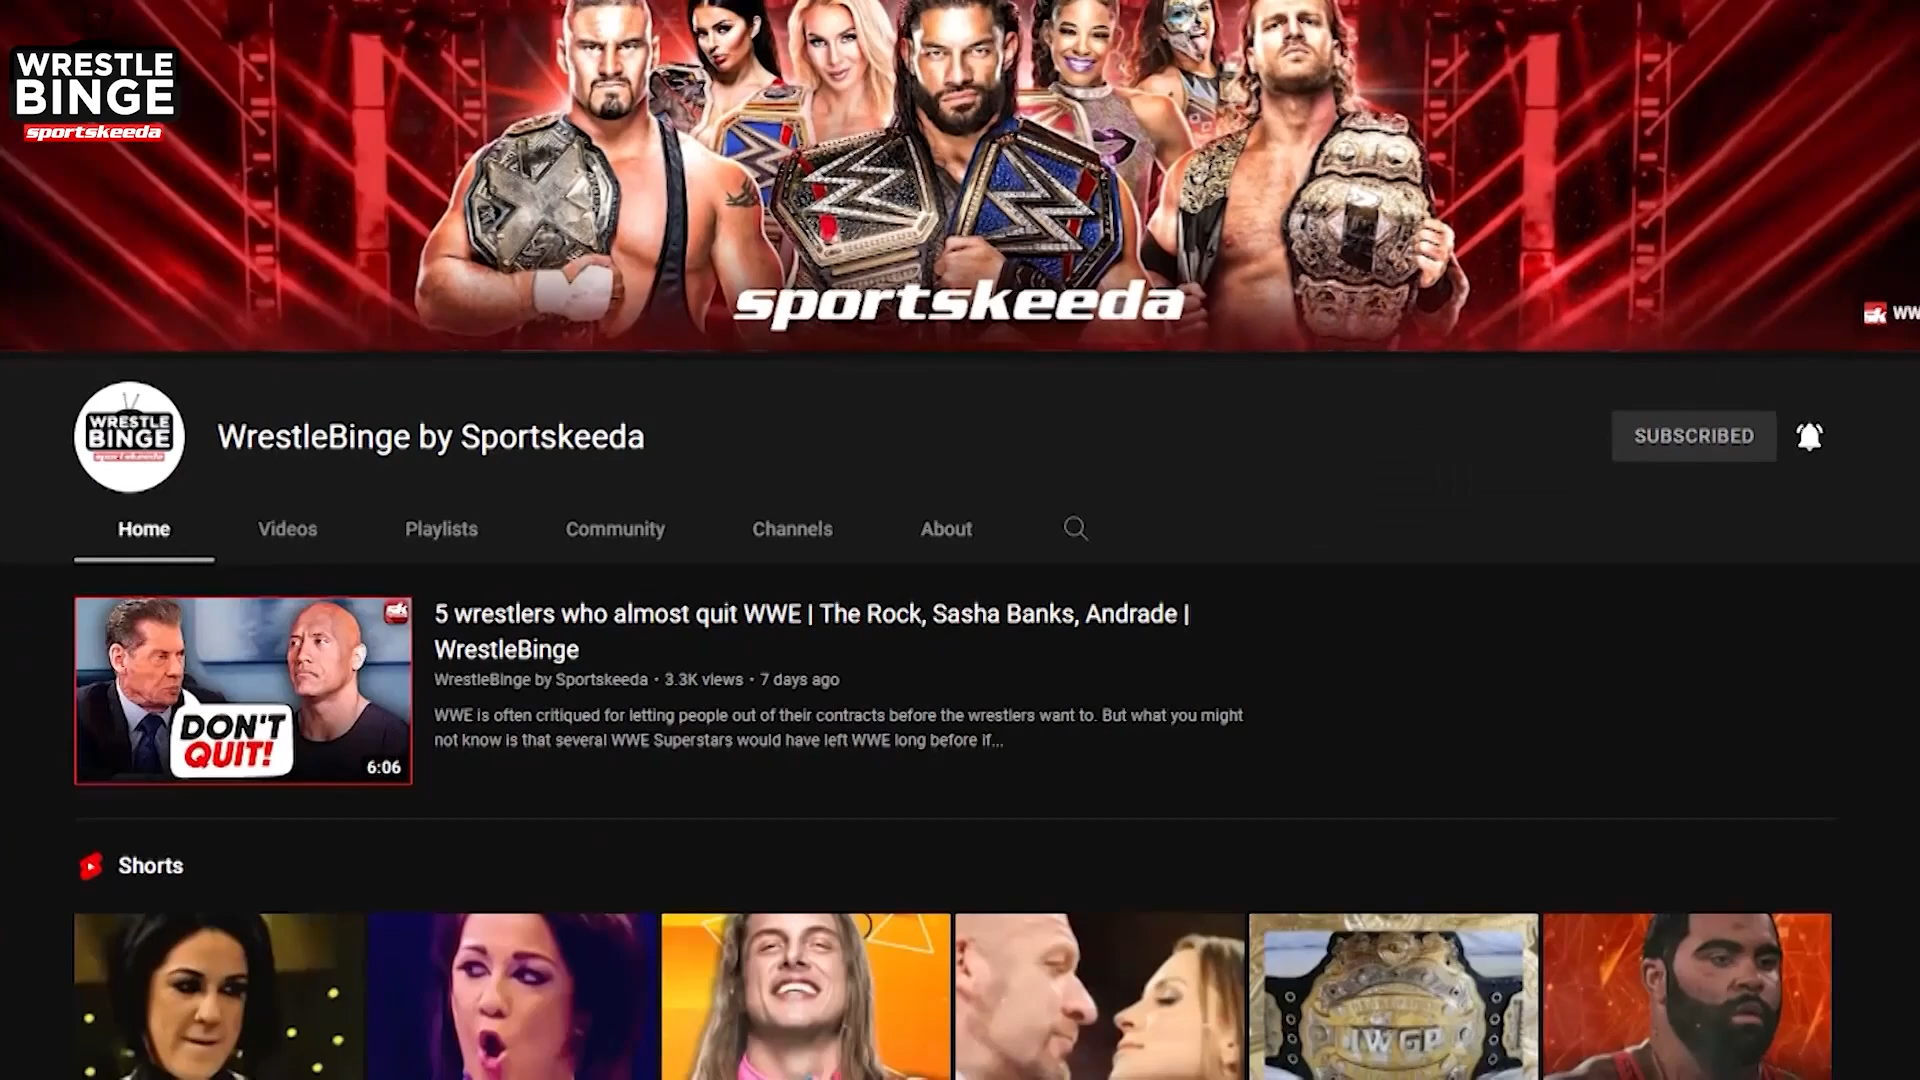 WRESTLE
BINGE
sportskeeda
sportskeeda
sk WW
WRESTLE
BINGE
sportskeeda
WrestleBinge by Sportskeeda
SUBSCRIBED
Home Videos Playlists Community Channels About
sk
DON'T
QUIT!
6:06
5 wrestlers who almost quit WWE | The Rock, Sasha Banks, Andrade |
WrestleBinge
WrestleBinge by Sportskeeda • 3.3K views • 7 days ago
WWE is often critiqued for letting people out of their contracts before the wrestlers want to. But what you might
not know is that several WWE Superstars would have left WWE long before if...
Shorts
IWGP